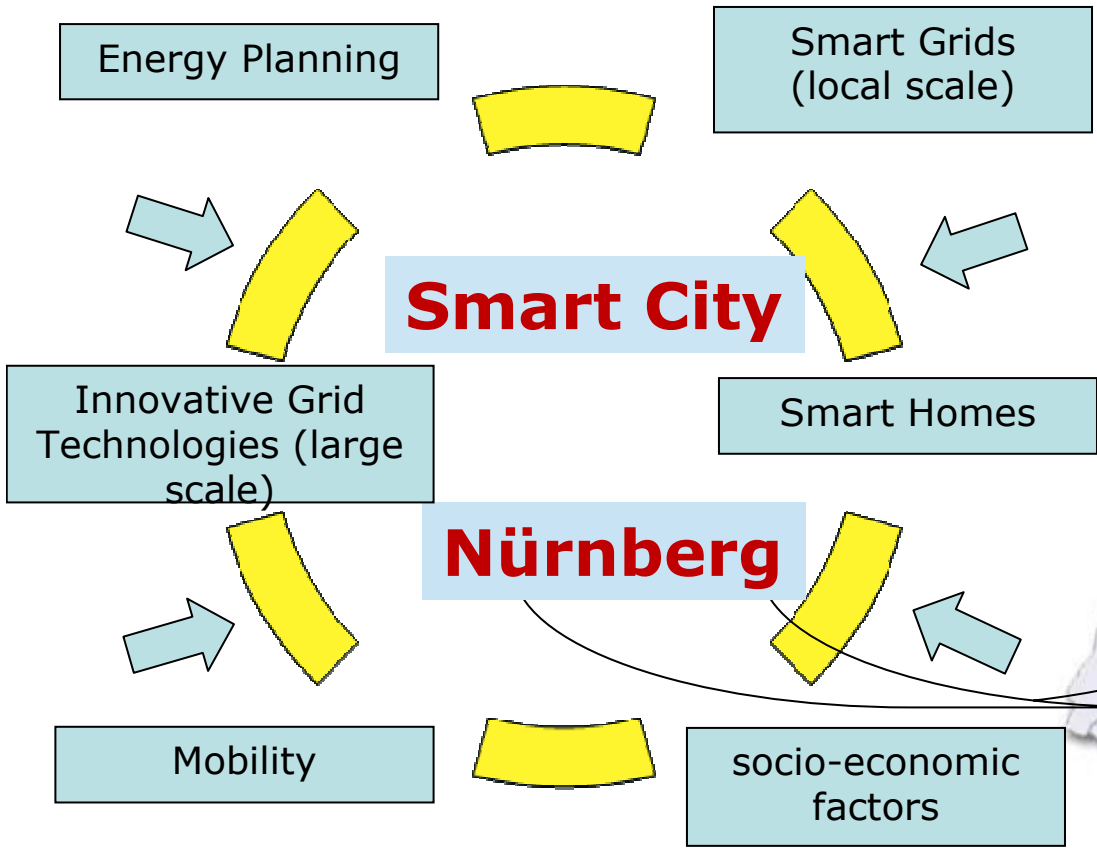 Energy Planning
Smart Grids
(local scale)
Smart City
Innovative Grid
Technologies (large
scale)
Smart Homes
Nürnberg
Mobility
socio-economic
factors